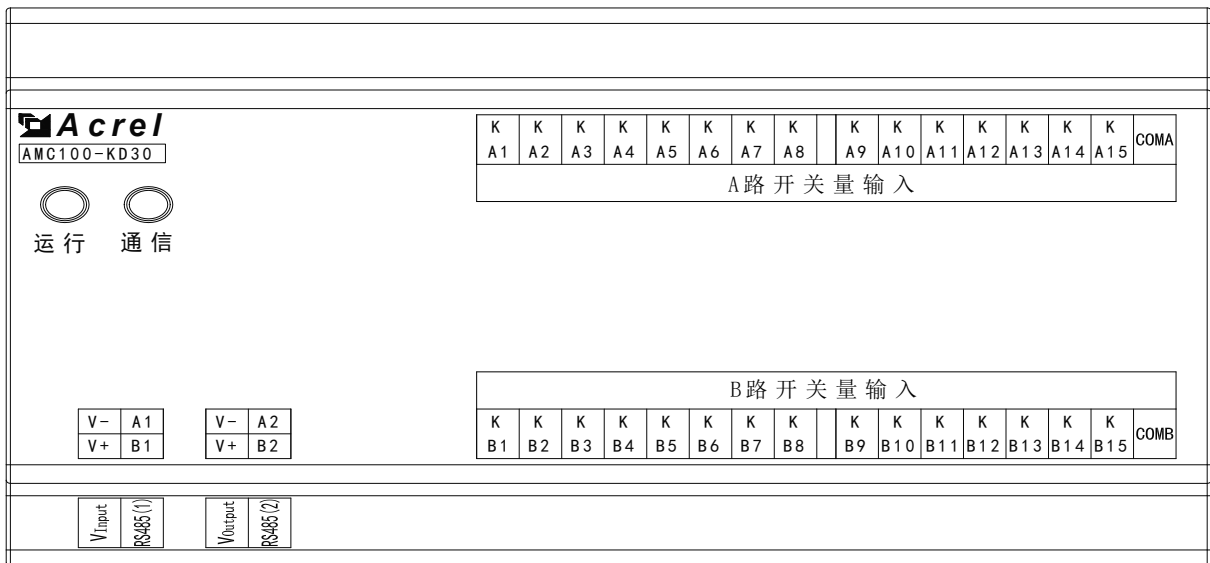 Acrel
AMC100-KD30
运行 通信
K K K K K K K K K K K K K K K COMA
A1 A2 A3 A4 A5 A6 A7 A8 A9 A10 A11 A12 A13 A14 A15
A路开关量输入
B路开关量输入
K K K K K K K K K K K K K K K COMB
B1 B2 B3 B4 B5 B6 B7 B8 B9 B10 B11 B12 B13 B14 B15
V- A1 V- A2
V+ B1 V+ B2
VInput RS485(1) VOutput RS485(2)